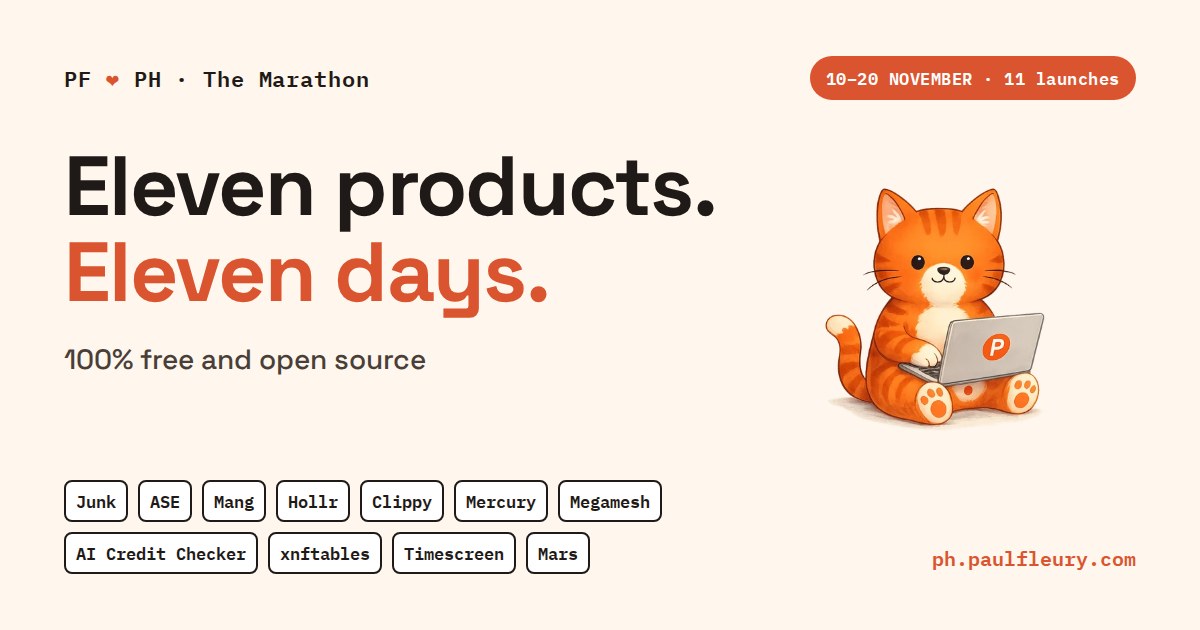 PF ❤ PH · The Marathon
10–20 NOVEMBER · 11 launches
Eleven products.
Eleven days.
100% free and open source
P
Junk ASE Mang Hollr Clippy Mercury Megamesh
AI Credit Checker xnftables Timescreen Mars
ph.paulfleury.com